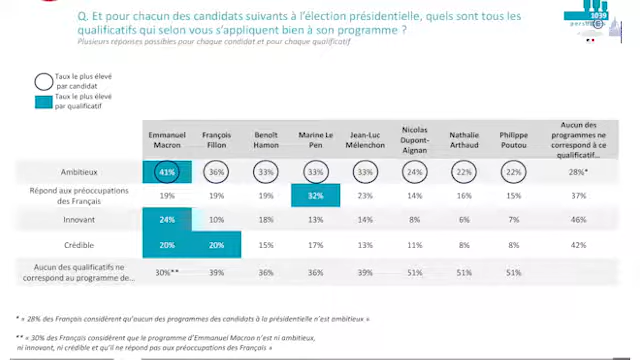 Q. Et pour chacun des candidats suivants à l'élection présidentielle, quels sont tous les
qualificatifs qui selon vous s'appliquent bien à son programme ?
Plusieurs réponses possibles pour chaque candidat et pour chaque qualificatif
1039
Taux le plus élevé
par candidat
Taux le plus élevé
par qualificatif
Emmanuel Macron François Fillon Benoît Hamon Marine Le Pen Jean-Luc Mélenchon Nicolas Dupont-Aignan Nathalie Arthaud Philippe Poutou Aucun des programmes ne correspond à ce qualificatif...
Ambitieux 41% 36% 33% 33% 33% 24% 22% 22% 28%*
Répond aux préoccupations des Français 19% 19% 19% 32% 23% 14% 16% 15% 37%
Innovant 24% 10% 18% 13% 14% 8% 6% 7% 46%
Crédible 20% 20% 15% 17% 13% 11% 8% 8% 42%
Aucun des qualificatifs ne correspond au programme de... 30%** 39% 36% 36% 39% 51% 51% 51%
* « 28% des Français considèrent qu'aucun des programmes des candidats à la présidentielle n'est ambitieux »
** « 30% des Français considèrent que le programme d'Emmanuel Macron n'est ni ambitieux,
ni innovant, ni crédible et qu'il ne répond pas aux préoccupations des Français »